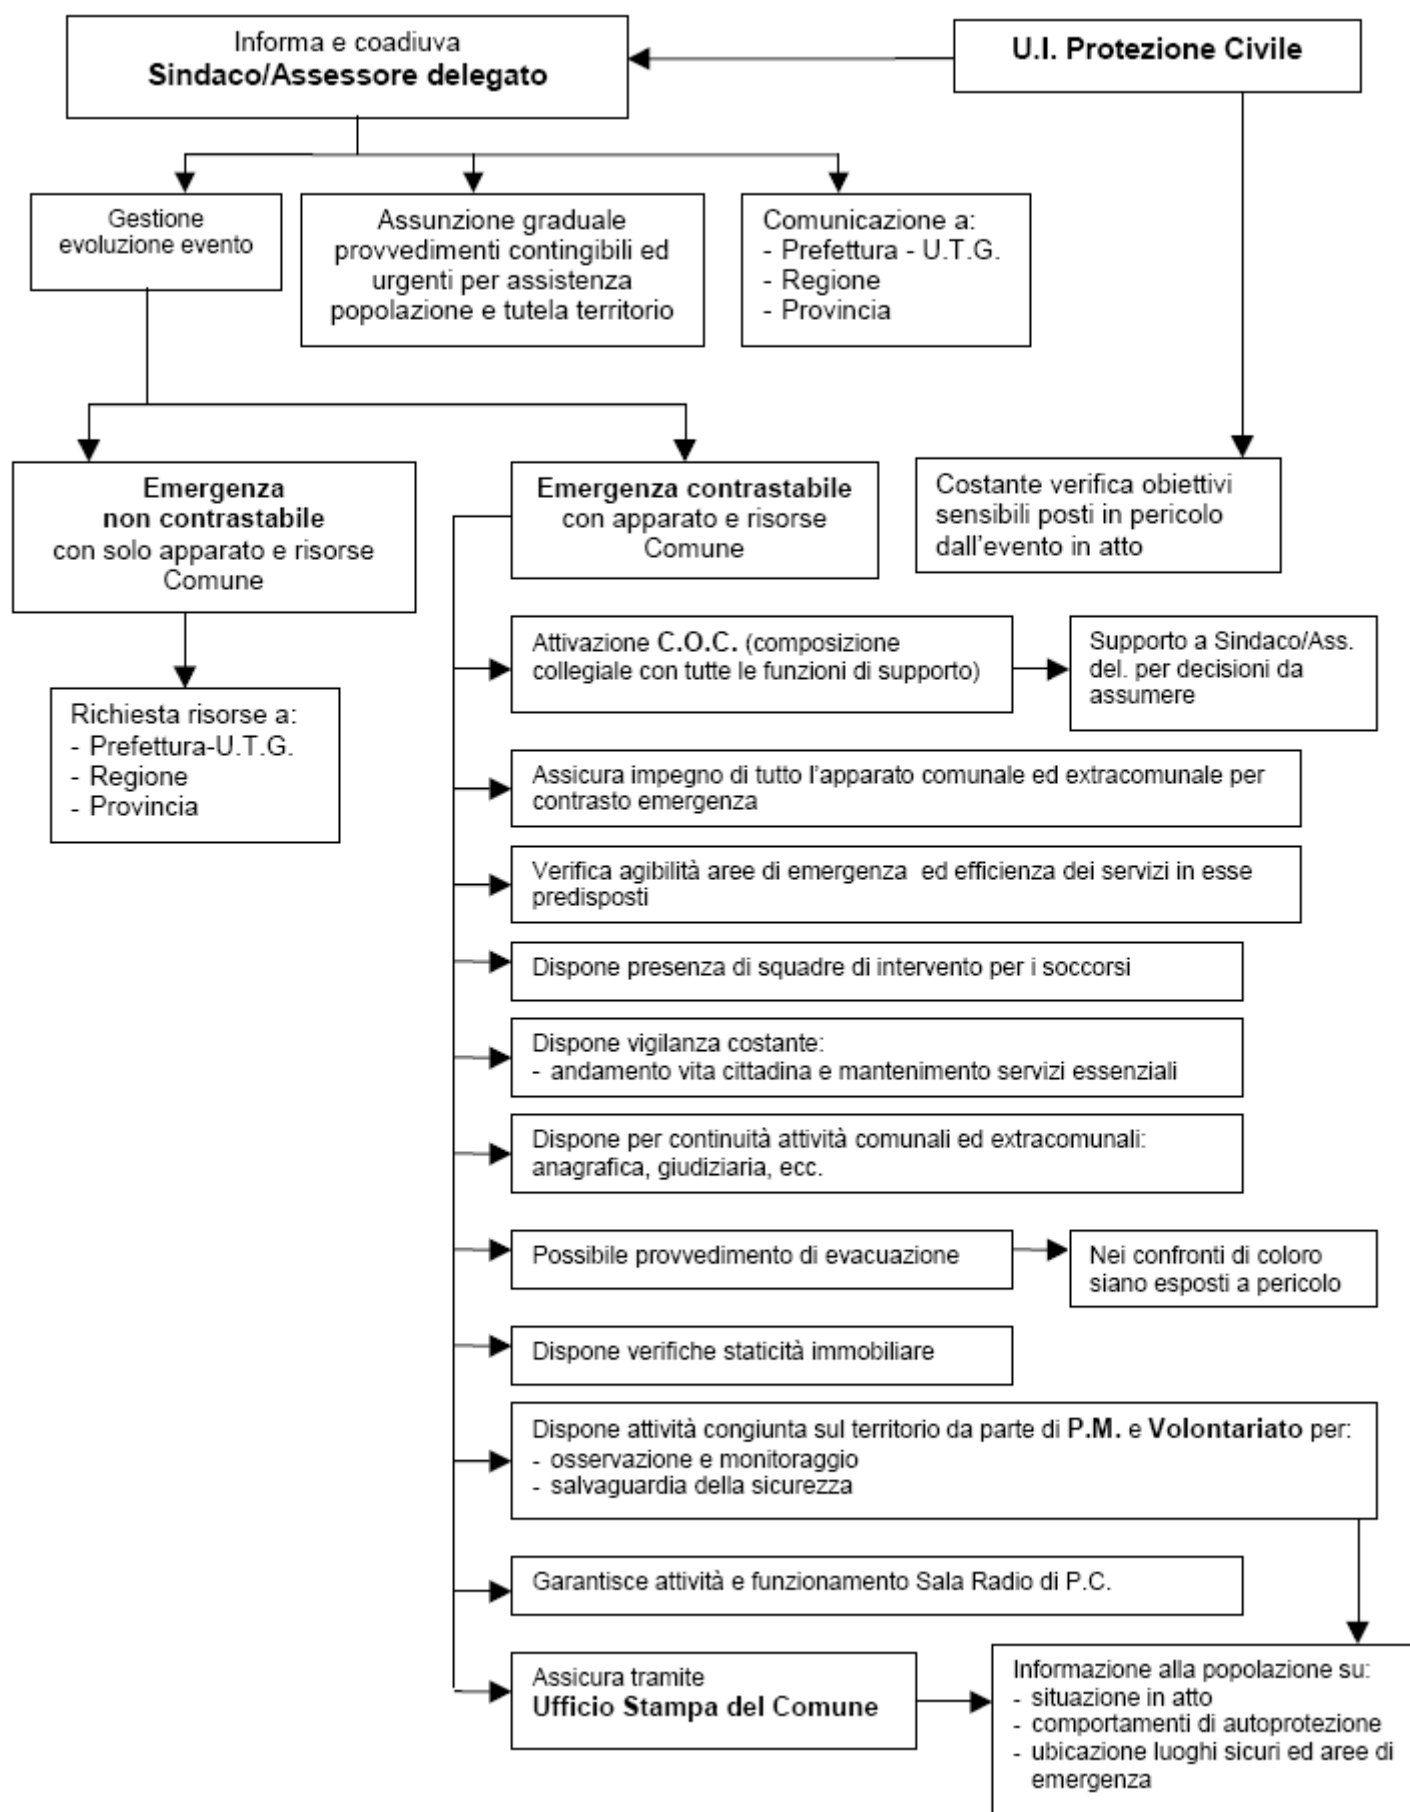 Informa e coadiuva
Sindaco/Assessore delegato
U.I. Protezione Civile
Gestione
evoluzione evento
Assunzione graduale
provvedimenti contingibili ed
urgenti per assistenza
popolazione e tutela territorio
Comunicazione a:
- Prefettura - U.T.G.
- Regione
- Provincia
Emergenza
non contrastabile
con solo apparato e risorse
Comune
Emergenza contrastabile
con apparato e risorse
Comune
Costante verifica obiettivi
sensibili posti in pericolo
dall'evento in atto
Richiesta risorse a:
- Prefettura-U.T.G.
- Regione
- Provincia
Attivazione C.O.C. (composizione
collegiale con tutte le funzioni di supporto)
Supporto a Sindaco/Ass.
del. per decisioni da
assumere
Assicura impegno di tutto l'apparato comunale ed extracomunale per
contrasto emergenza
Verifica agibilità aree di emergenza ed efficienza dei servizi in esse
predisposti
Dispone presenza di squadre di intervento per i soccorsi
Dispone vigilanza costante:
- andamento vita cittadina e mantenimento servizi essenziali
Dispone per continuità attività comunali ed extracomunali:
anagrafica, giudiziaria, ecc.
Possibile provvedimento di evacuazione
Nei confronti di coloro
siano esposti a pericolo
Dispone verifiche staticità immobiliare
Dispone attività congiunta sul territorio da parte di P.M. e Volontariato per:
- osservazione e monitoraggio
- salvaguardia della sicurezza
Garantisce attività e funzionamento Sala Radio di P.C.
Assicura tramite
Ufficio Stampa del Comune
Informazione alla popolazione su:
- situazione in atto
- comportamenti di autoprotezione
- ubicazione luoghi sicuri ed aree di
emergenza